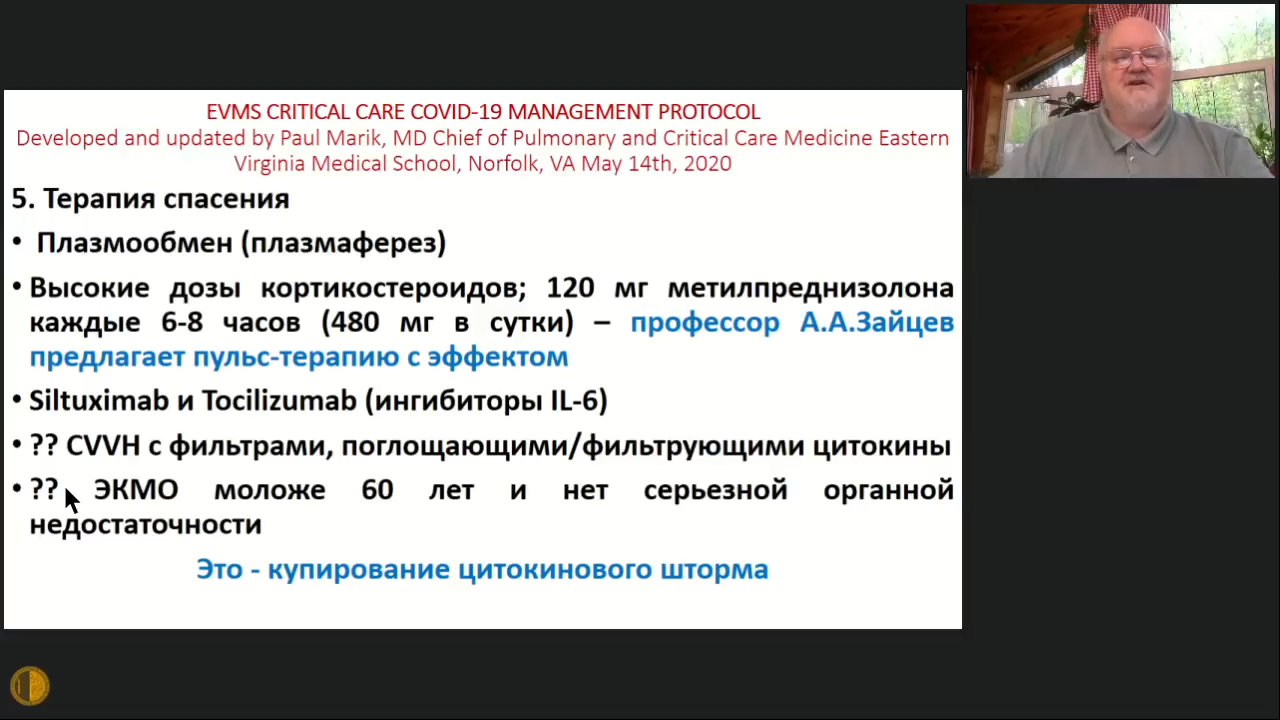 EVMS CRITICAL CARE COVID-19 MANAGEMENT PROTOCOL
Developed and updated by Paul Marik, MD Chief of Pulmonary and Critical Care Medicine Eastern
Virginia Medical School, Norfolk, VA May 14th, 2020
5. Терапия спасения
• Плазмообмен (плазмаферез)
• Высокие дозы кортикостероидов; 120 мг метилпреднизолона
каждые 6-8 часов (480 мг в сутки) – профессор А.А.Зайцев
предлагает пульс-терапию с эффектом
• Siltuximab и Tocilizumab (ингибиторы IL-6)
• ?? CVVH с фильтрами, поглощающими/фильтрующими цитокины
• ?? ЭКМО моложе 60 лет и нет серьезной органной
недостаточности
Это - купирование цитокинового шторма